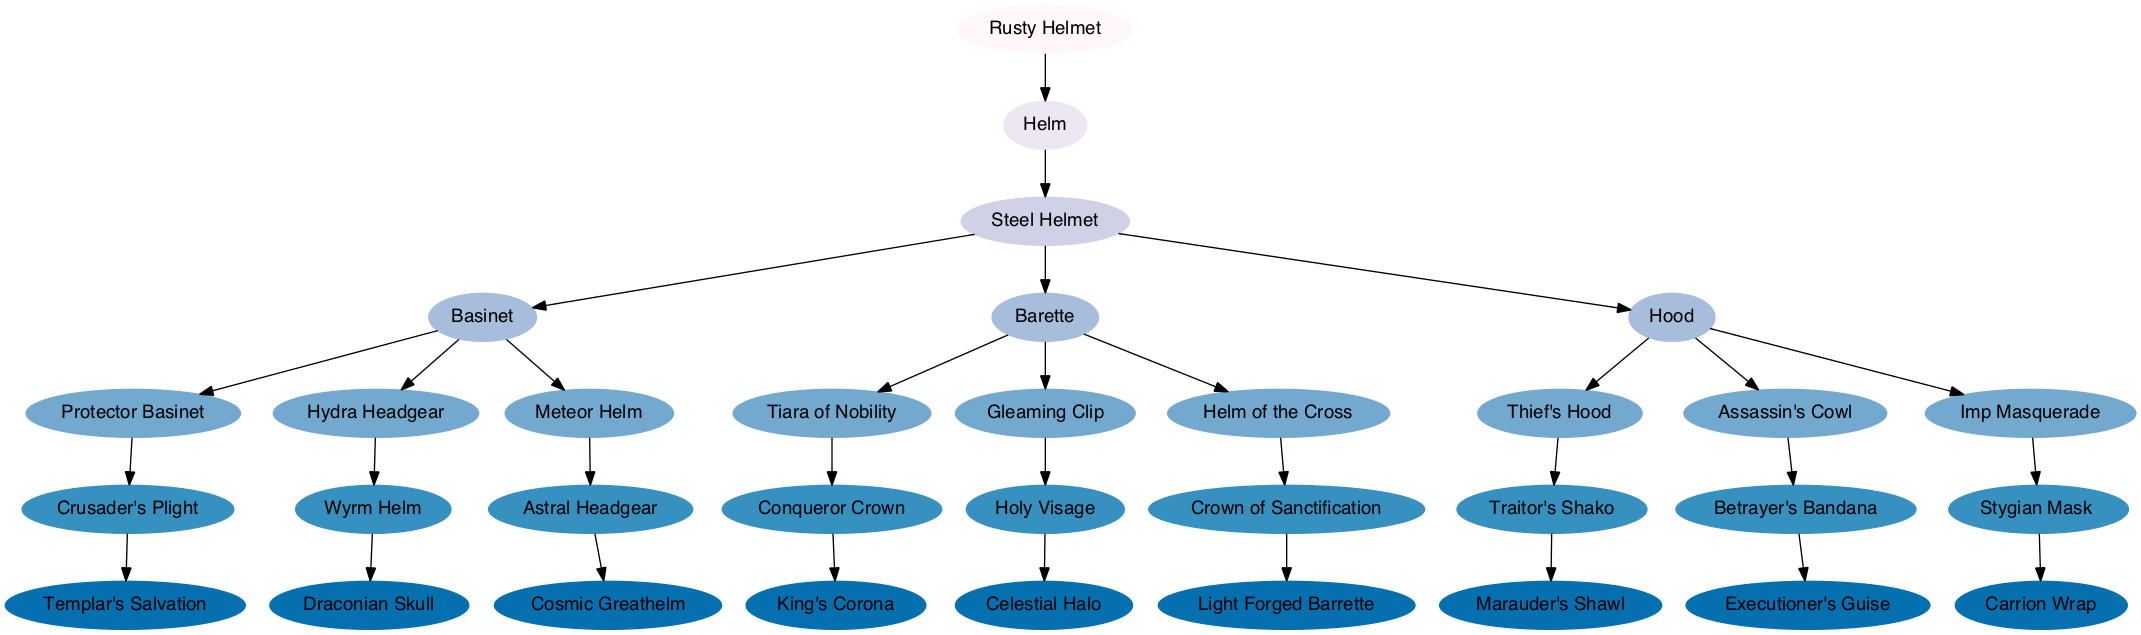 Rusty Helmet
Helm
Steel Helmet
Basinet
Barette
Hood
Protector Basinet
Hydra Headgear
Meteor Helm
Tiara of Nobility
Gleaming Clip
Helm of the Cross
Thief's Hood
Assassin's Cowl
Imp Masquerade
Crusader's Plight
Wyrm Helm
Astral Headgear
Conqueror Crown
Holy Visage
Crown of Sanctification
Traitor's Shako
Betrayer's Bandana
Stygian Mask
Templar's Salvation
Draconian Skull
Cosmic Greathelm
King's Corona
Celestial Halo
Light Forged Barrette
Marauder's Shawl
Executioner's Guise
Carrion Wrap